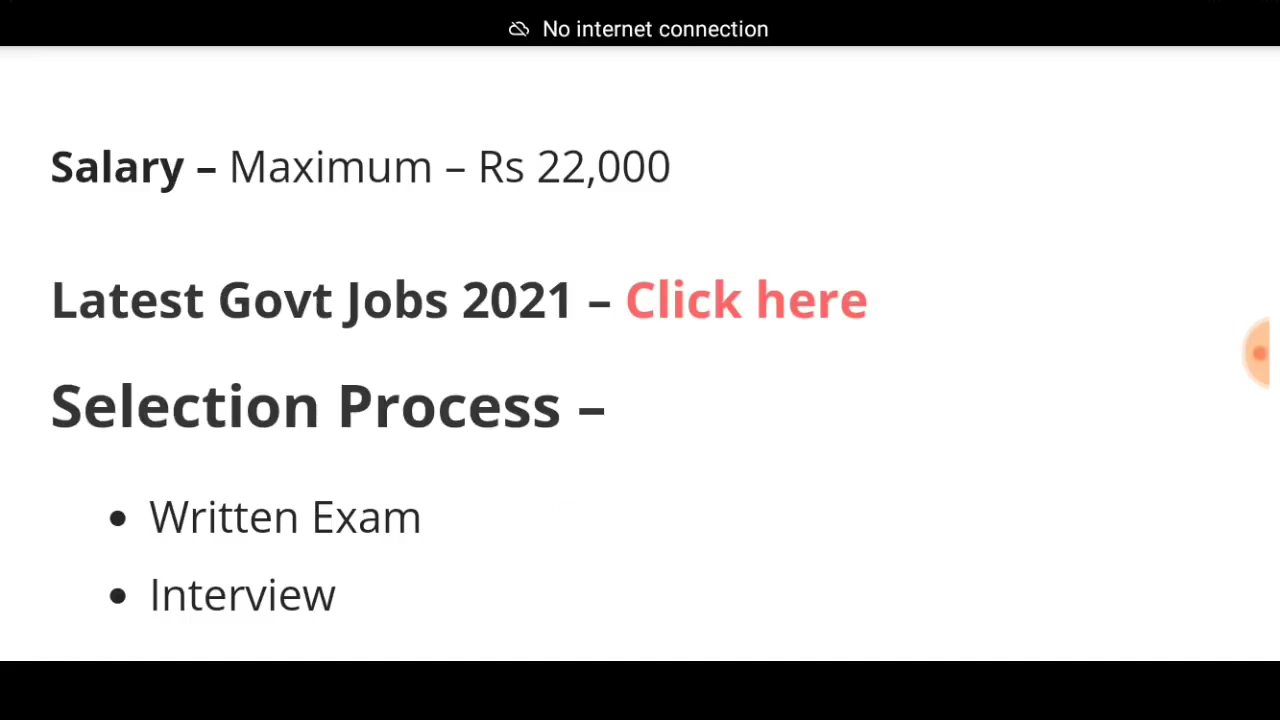 No internet connection
Salary – Maximum – Rs 22,000
Latest Govt Jobs 2021 – Click here
Selection Process –
• Written Exam
• Interview